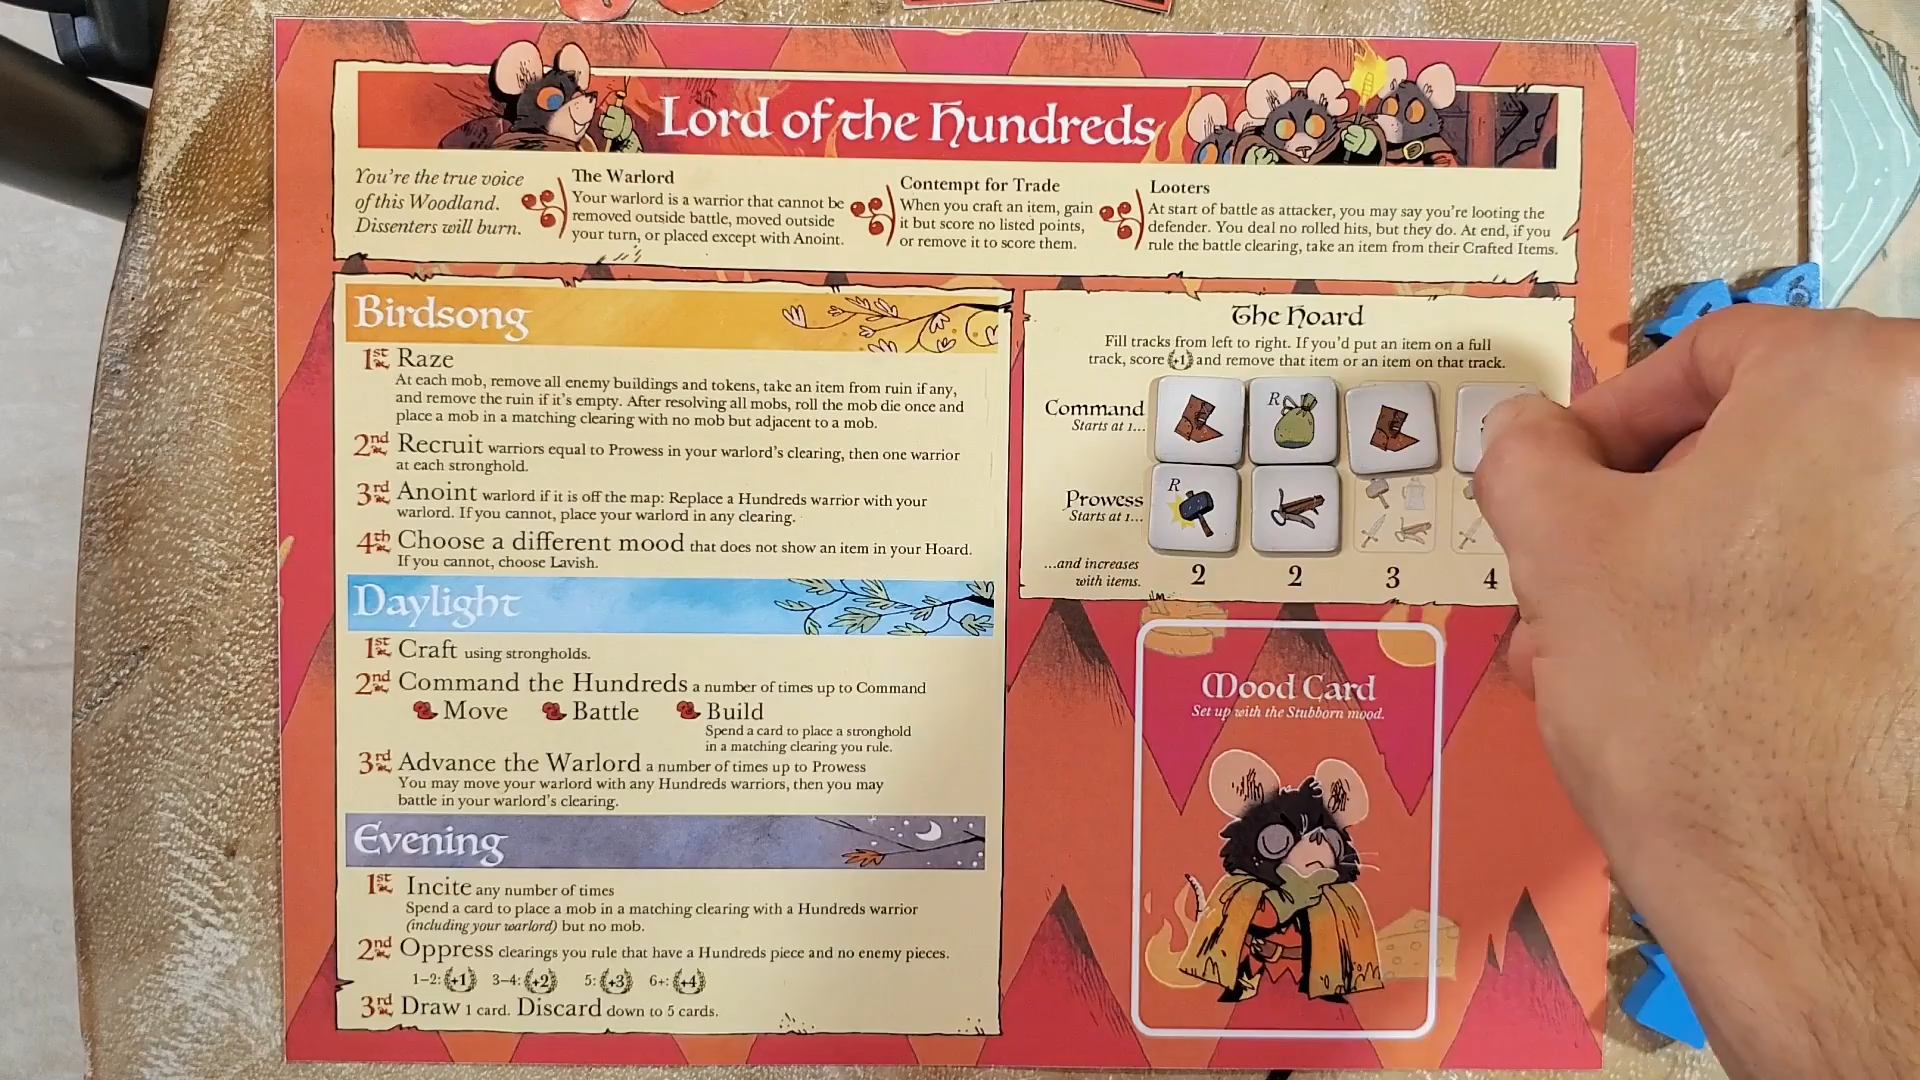 Lord of the Hundreds
You're the true voice
of this Woodland.
Dissenters will burn.
The Warlord
Your warlord is a warrior that cannot be
removed outside battle, moved outside
your turn, or placed except with Anoint.
Contempt for Trade
When you craft an item, gain
it but score no listed points,
or remove it to score them.
Looters
At start of battle as attacker, you may say you're looting the
defender. You deal no rolled hits, but they do. At end, if you
rule the battle clearing, take an item from their Crafted Items.
Birdsong
1st Raze
At each mob, remove all enemy buildings and tokens, take an item from ruin if any,
and remove the ruin if it's empty. After resolving all mobs, roll the mob die once and
place a mob in a matching clearing with no mob but adjacent to a mob.
2nd Recruit warriors equal to Prowess in your warlord's clearing, then one warrior
at each stronghold.
3rd Anoint warlord if it is off the map: Replace a Hundreds warrior with your
warlord. If you cannot, place your warlord in any clearing.
4th Choose a different mood that does not show an item in your Hoard.
If you cannot, choose Lavish.
Daylight
1st Craft using strongholds.
2nd Command the Hundreds a number of times up to Command
Move Battle Build
Spend a card to place a stronghold
in a matching clearing you rule.
3rd Advance the Warlord a number of times up to Prowess
You may move your warlord with any Hundreds warriors, then you may
battle in your warlord's clearing.
Evening
1st Incite any number of times
Spend a card to place a mob in a matching clearing with a Hundreds warrior
(including your warlord) but no mob.
2nd Oppress clearings you rule that have a Hundreds piece and no enemy pieces.
1–2: +1 3–4: +2 5: +3 6+: +4
3rd Draw 1 card. Discard down to 5 cards.
The Hoard
Fill tracks from left to right. If you'd put an item on a full
track, score +1 and remove that item or an item on that track.
Command
Starts at 1...
R
Prowess
Starts at 1...
R
...and increases
with items.
2 2 3 4
Mood Card
Set up with the Stubborn mood.